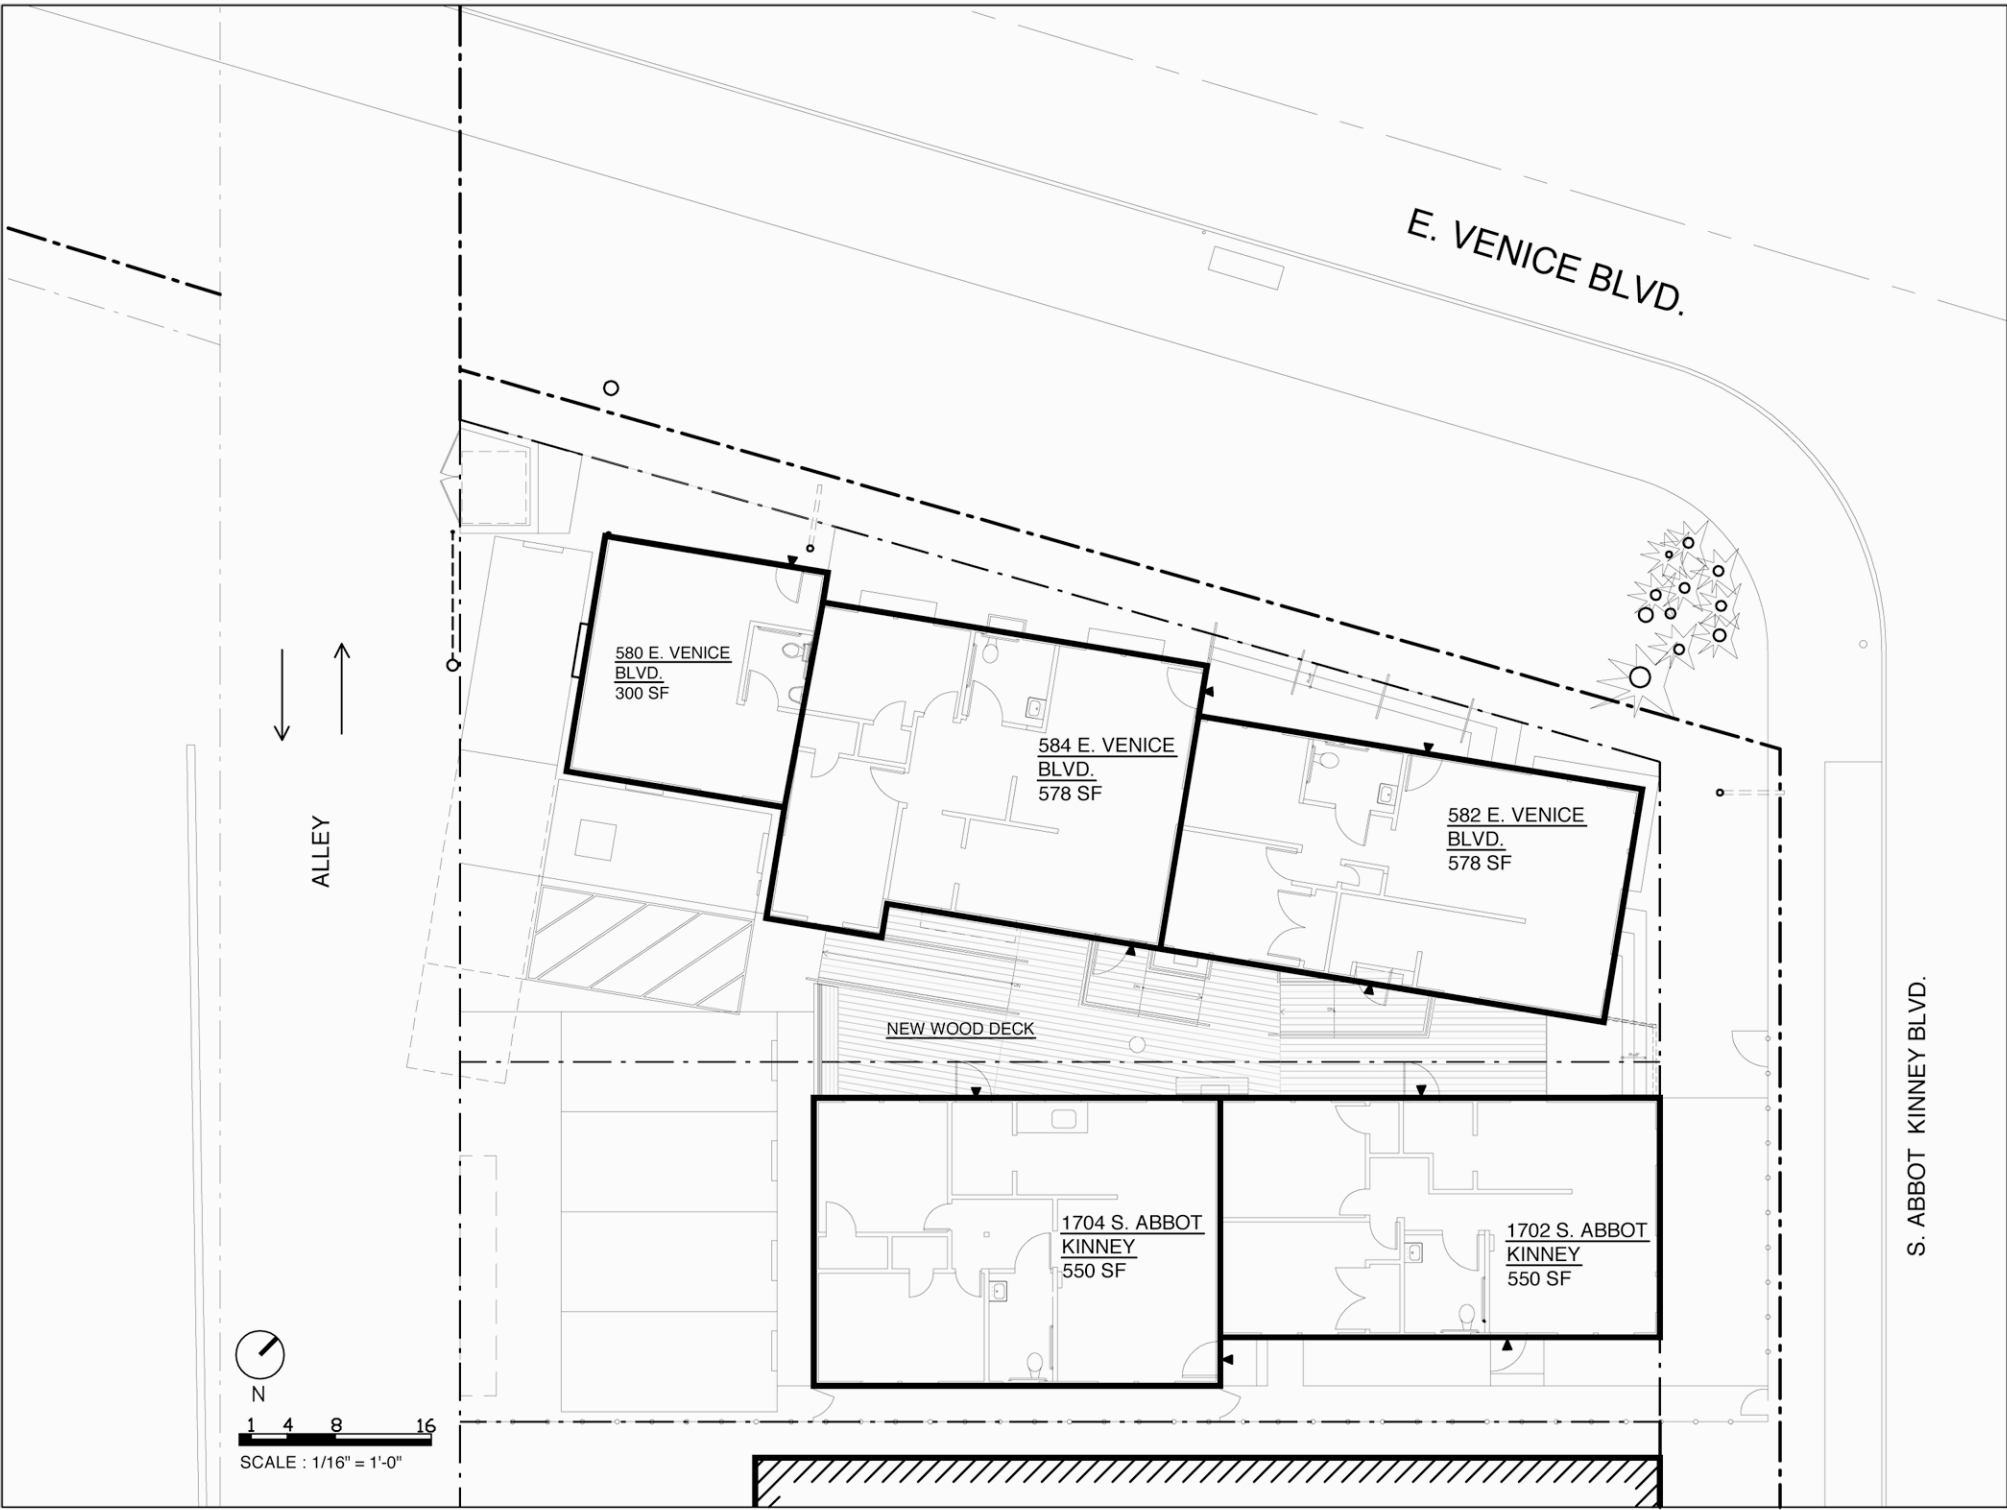 E. VENICE BLVD.
580 E. VENICE
BLVD.
300 SF
584 E. VENICE
BLVD.
578 SF
582 E. VENICE
BLVD.
578 SF
ALLEY
NEW WOOD DECK
S. ABBOT KINNEY BLVD.
1704 S. ABBOT
KINNEY
550 SF
1702 S. ABBOT
KINNEY
550 SF
N
1 4 8 16
SCALE : 1/16" = 1'-0"